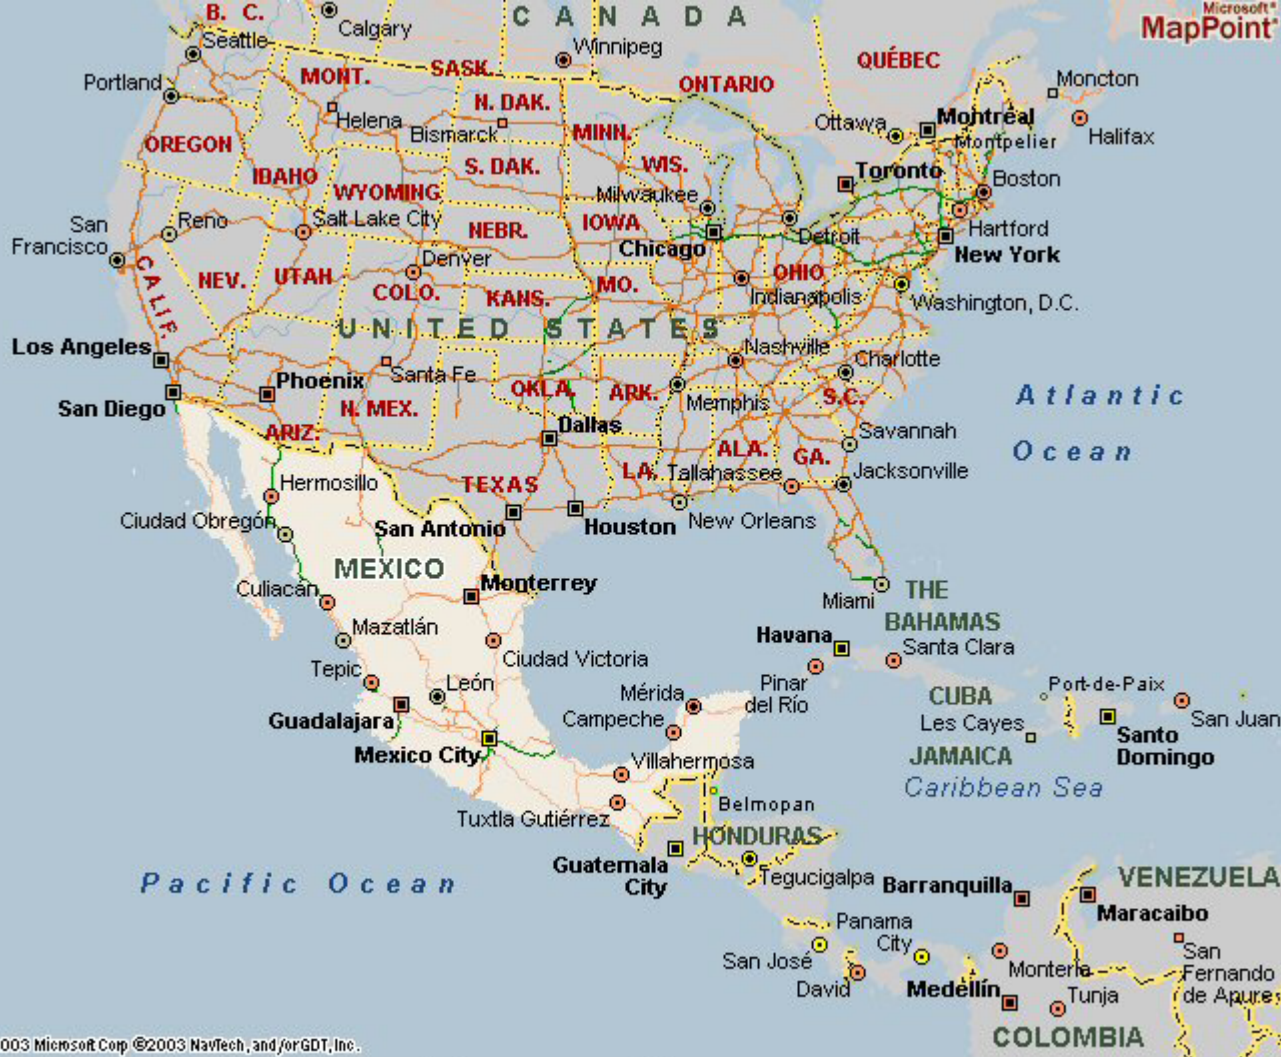 Microsoft®
MapPoint®
B. C.
CANADA
Calgary
Seattle
Winnipeg
QUÉBEC
SASK.
MONT.
ONTARIO
Moncton
Portland
N. DAK.
Helena
Bismarck
MINN.
Ottawa
Montréal
Halifax
OREGON
Montpelier
IDAHO
S. DAK.
WIS.
Toronto
Boston
WYOMING
Milwaukee
San
Francisco
Reno
Salt Lake City
NEBR.
IOWA
Chicago
Detroit
Hartford
New York
CALIF.
NEV.
UTAH
Denver
COLO.
KANS.
MO.
OHIO
Indianapolis
Washington, D.C.
UNITED STATES
Los Angeles
Nashville
Charlotte
Phoenix
Santa Fe
OKLA.
ARK.
Memphis
S.C.
Atlantic
Ocean
San Diego
N. MEX.
ARIZ.
Dallas
Savannah
ALA.
GA.
LA.
Tallahassee
Jacksonville
Hermosillo
TEXAS
Ciudad Obregón
San Antonio
Houston
New Orleans
MEXICO
Culiacán
Monterrey
Miami
THE
BAHAMAS
Mazatlán
Havana
Santa Clara
Tepic
Ciudad Victoria
León
Mérida
Pinar
del Río
CUBA
Port-de-Paix
Guadalajara
Campeche
Les Cayes
San Juan
Mexico City
Santo
Domingo
Villahermosa
JAMAICA
Caribbean Sea
Belmopan
Tuxtla Gutiérrez
HONDURAS
Guatemala
City
Tegucigalpa
Pacific Ocean
Barranquilla
VENEZUELA
Maracaibo
Panama
City
San José
San
Fernando
de Apure
David
Montería
Medellín
Tunja
COLOMBIA
003 Microsoft Corp ©2003 NavTech, and/or GDT, Inc.